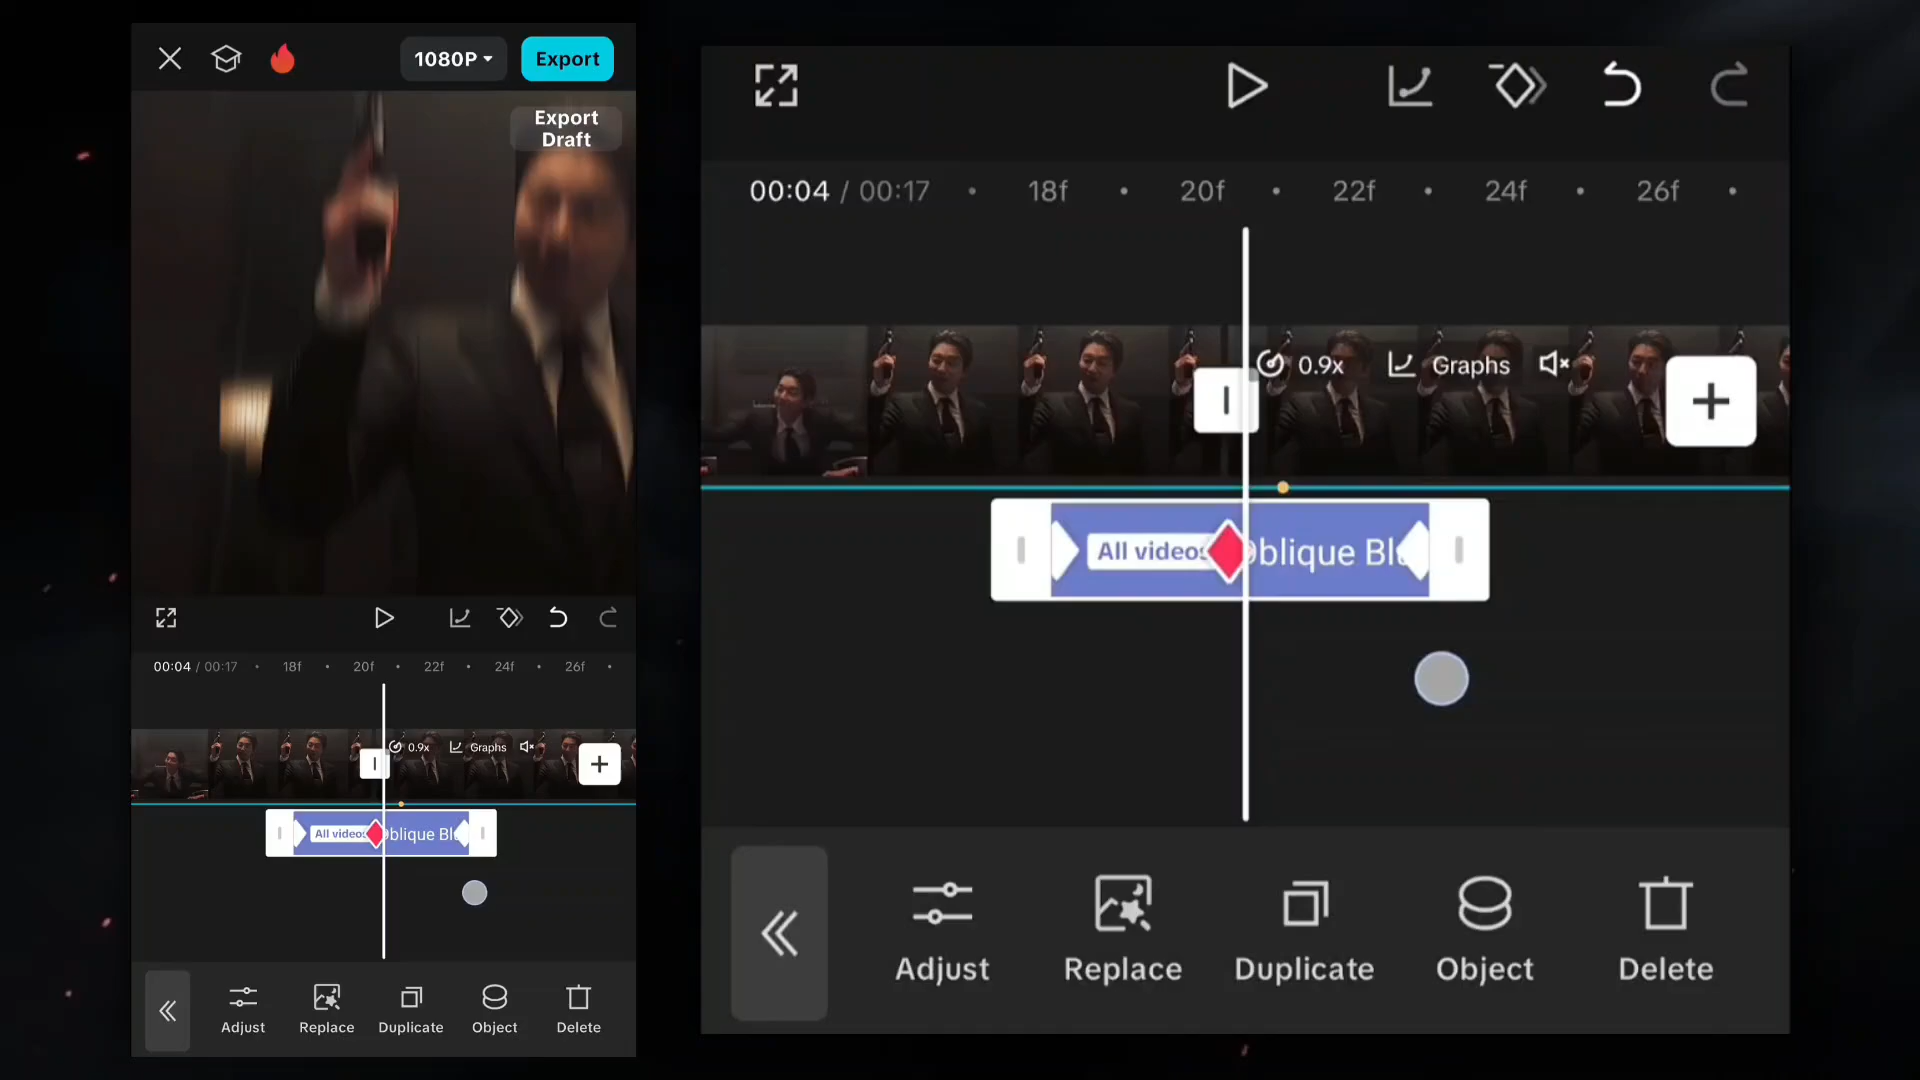 1080P
Export
Export
Draft
00:04 / 00:17 18f 20f 22f 24f 26f
0.9x Graphs
All videos blique Bl
Adjust Replace Duplicate Object Delete
00:04 / 00:17 18f 20f 22f 24f 26f
0.9x Graphs
All videos blique Bl
Adjust Replace Duplicate Object Delete